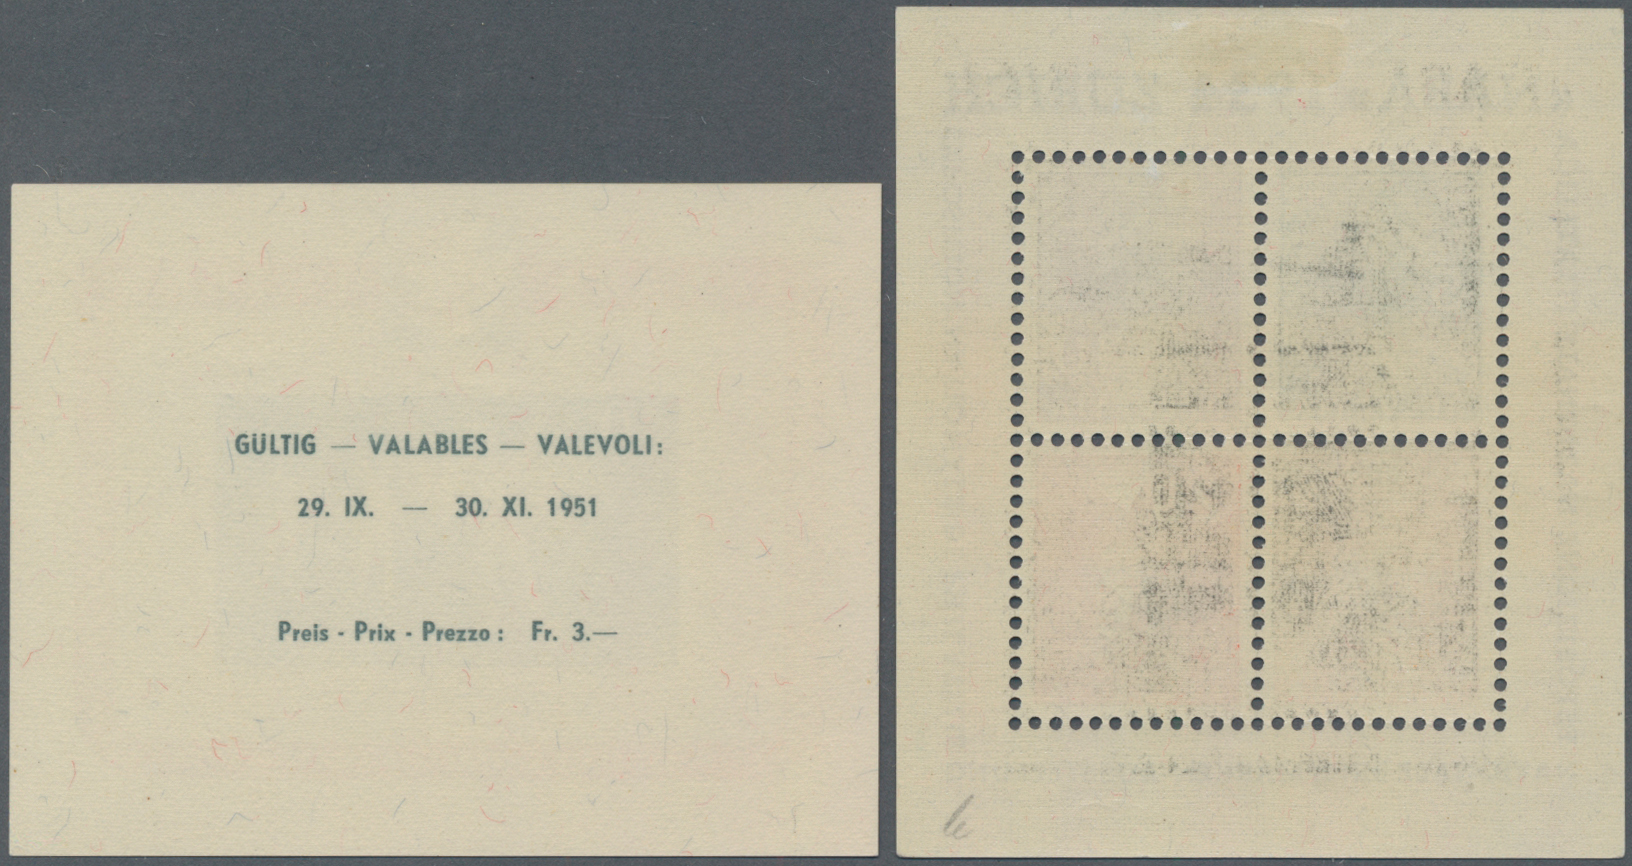 GÜLTIG — VALABLES — VALEVOLI:
29. IX. — 30. XI. 1951
Preis - Prix - Prezzo : Fr. 3.—